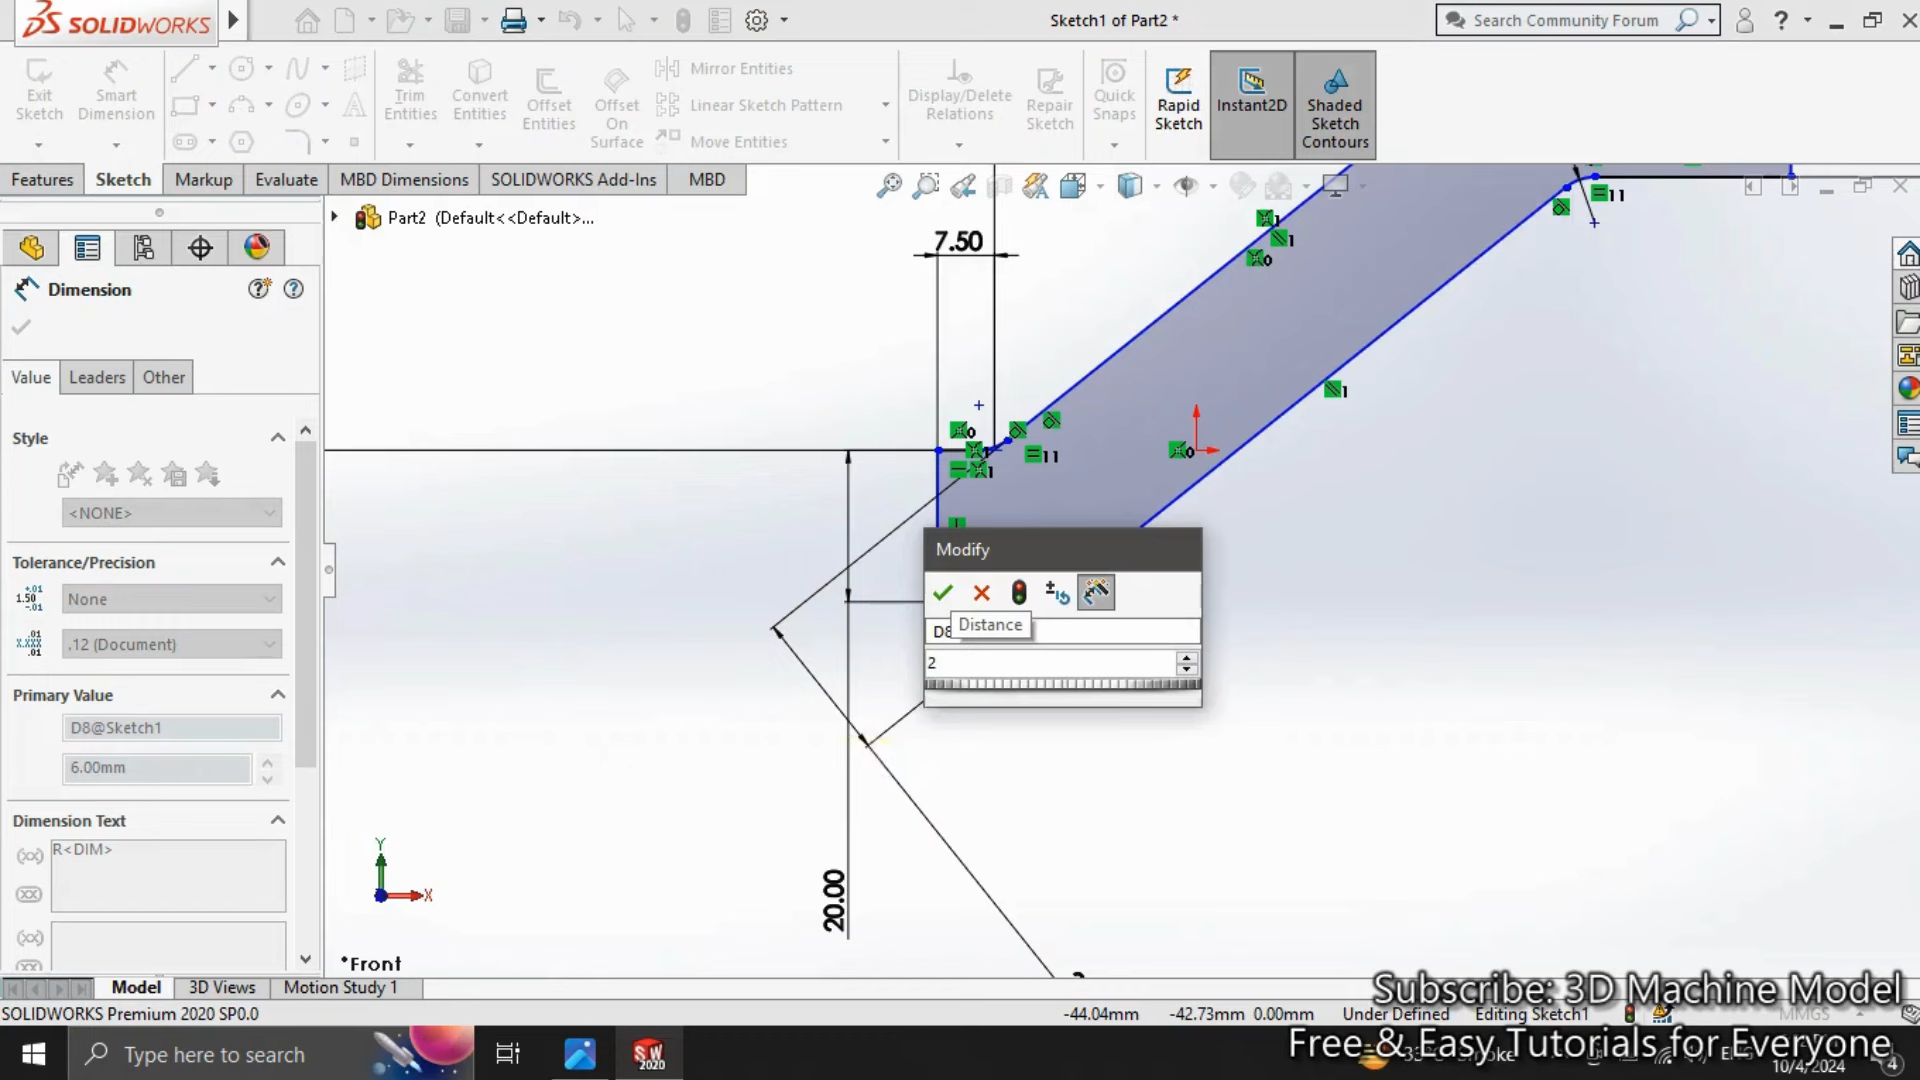 SOLIDWORKS
Sketch1 of Part2 *
Search Community Forum
?
Exit Sketch
Smart Dimension
Trim Entities
Convert Entities
Offset Entities
Offset On Surface
Mirror Entities
Linear Sketch Pattern
Move Entities
Display/Delete Relations
Repair Sketch
Quick Snaps
Rapid Sketch
Instant2D
Shaded Sketch Contours
Features Sketch Markup Evaluate MBD Dimensions SOLIDWORKS Add-Ins MBD
Part2 (Default<<Default>...
Dimension
Value Leaders Other
Style
<NONE>
Tolerance/Precision
None
.12 (Document)
Primary Value
D8@Sketch1
6.00mm
Dimension Text
R<DIM>
7.50
20.00
Modify
D8
Distance
2
Y
X
*Front
Model 3D Views Motion Study 1
SOLIDWORKS Premium 2020 SP0.0
-44.04mm -42.73mm 0.00mm Under Defined Editing Sketch1 MMGS
Subscribe: 3D Machine Model
Free & Easy Tutorials for Everyone
Type here to search
10/4/2024